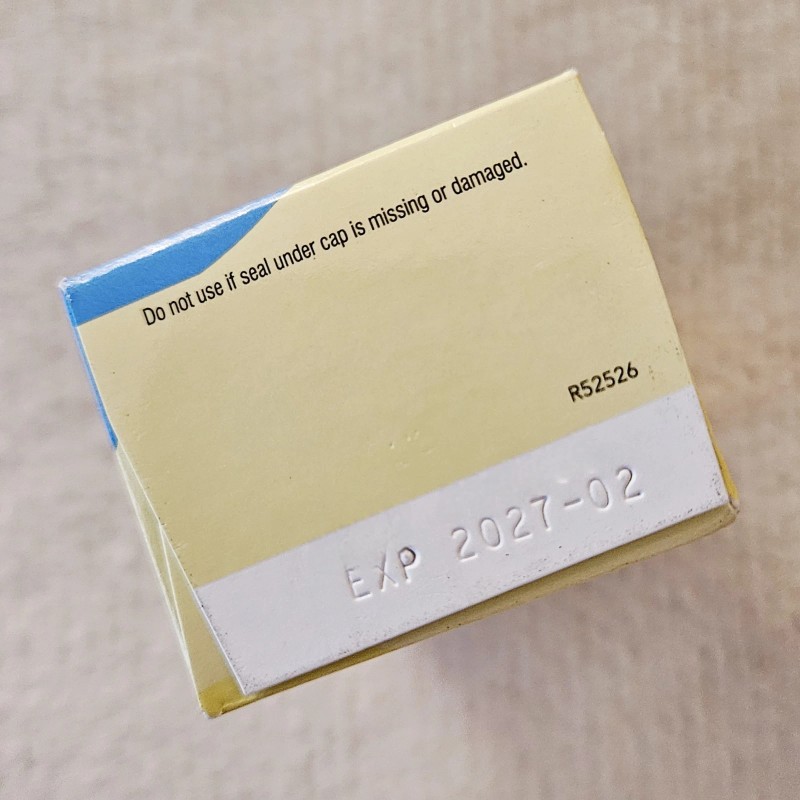 Do not use if seal under cap is missing or damaged.
R52526
EXP 2027-02